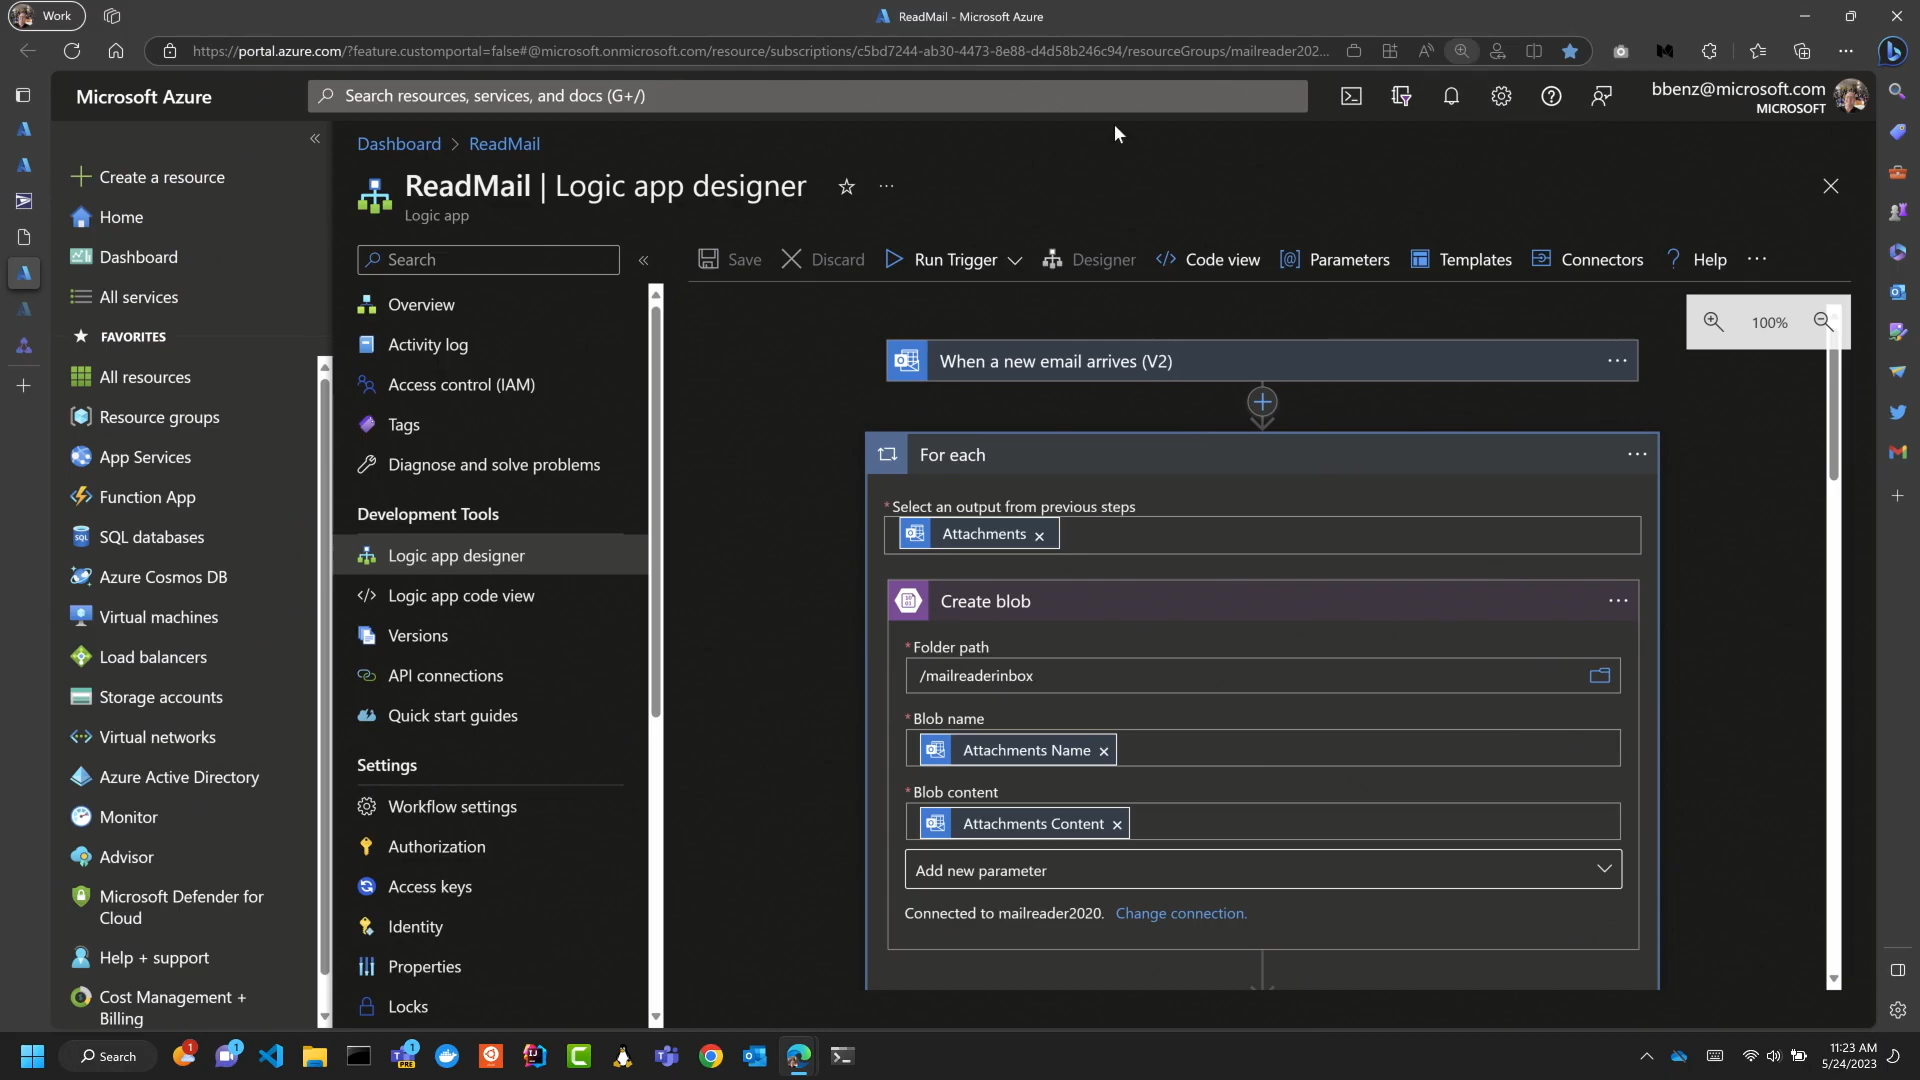 Work
ReadMail - Microsoft Azure
https://portal.azure.com/?feature.customportal=false#@microsoft.onmicrosoft.com/resource/subscriptions/c5bd7244-ab30-4473-8e88-d4d58b246c94/resourceGroups/mailreader202...
Microsoft Azure
Search resources, services, and docs (G+/)
bbenz@microsoft.com
MICROSOFT
Create a resource
Home
Dashboard
All services
FAVORITES
All resources
Resource groups
App Services
Function App
SQL databases
Azure Cosmos DB
Virtual machines
Load balancers
Storage accounts
Virtual networks
Azure Active Directory
Monitor
Advisor
Microsoft Defender for
Cloud
Help + support
Cost Management +
Billing
Dashboard > ReadMail
ReadMail | Logic app designer
Logic app
Search
Overview
Activity log
Access control (IAM)
Tags
Diagnose and solve problems
Development Tools
Logic app designer
Logic app code view
Versions
API connections
Quick start guides
Settings
Workflow settings
Authorization
Access keys
Identity
Properties
Locks
Save
Discard
Run Trigger
Designer
Code view
Parameters
Templates
Connectors
Help
100%
When a new email arrives (V2)
For each
* Select an output from previous steps
Attachments
Create blob
* Folder path
/mailreaderinbox
* Blob name
Attachments Name
* Blob content
Attachments Content
Add new parameter
Connected to mailreader2020. Change connection.
Search
1
1
1
PRE
11:23 AM
5/24/2023